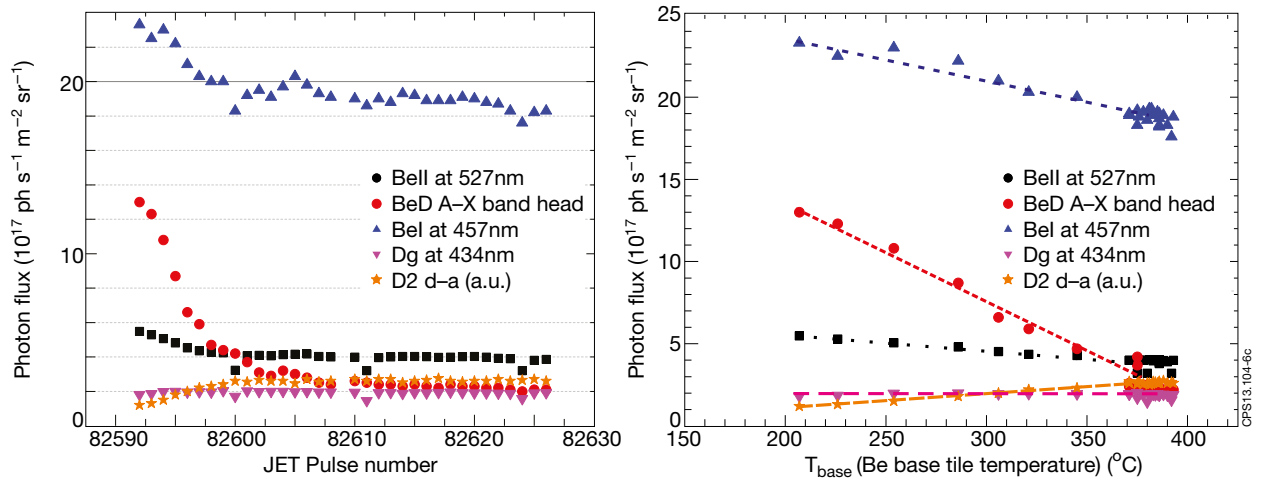 Photon flux (10¹⁷ ph s⁻¹ m⁻² sr⁻¹)
20
10
0
BeII at 527nm
BeD A–X band head
BeI at 457nm
Dg at 434nm
D2 d–a (a.u.)
82590 82600 82610 82620 82630
JET Pulse number
Photon flux (10¹⁷ ph s⁻¹ m⁻² sr⁻¹)
25
20
15
10
5
0
BeII at 527nm
BeD A–X band head
BeI at 457nm
Dg at 434nm
D2 d–a (a.u.)
150 200 250 300 350 400
T_base (Be base tile temperature) (°C)
CPS13.104-6c